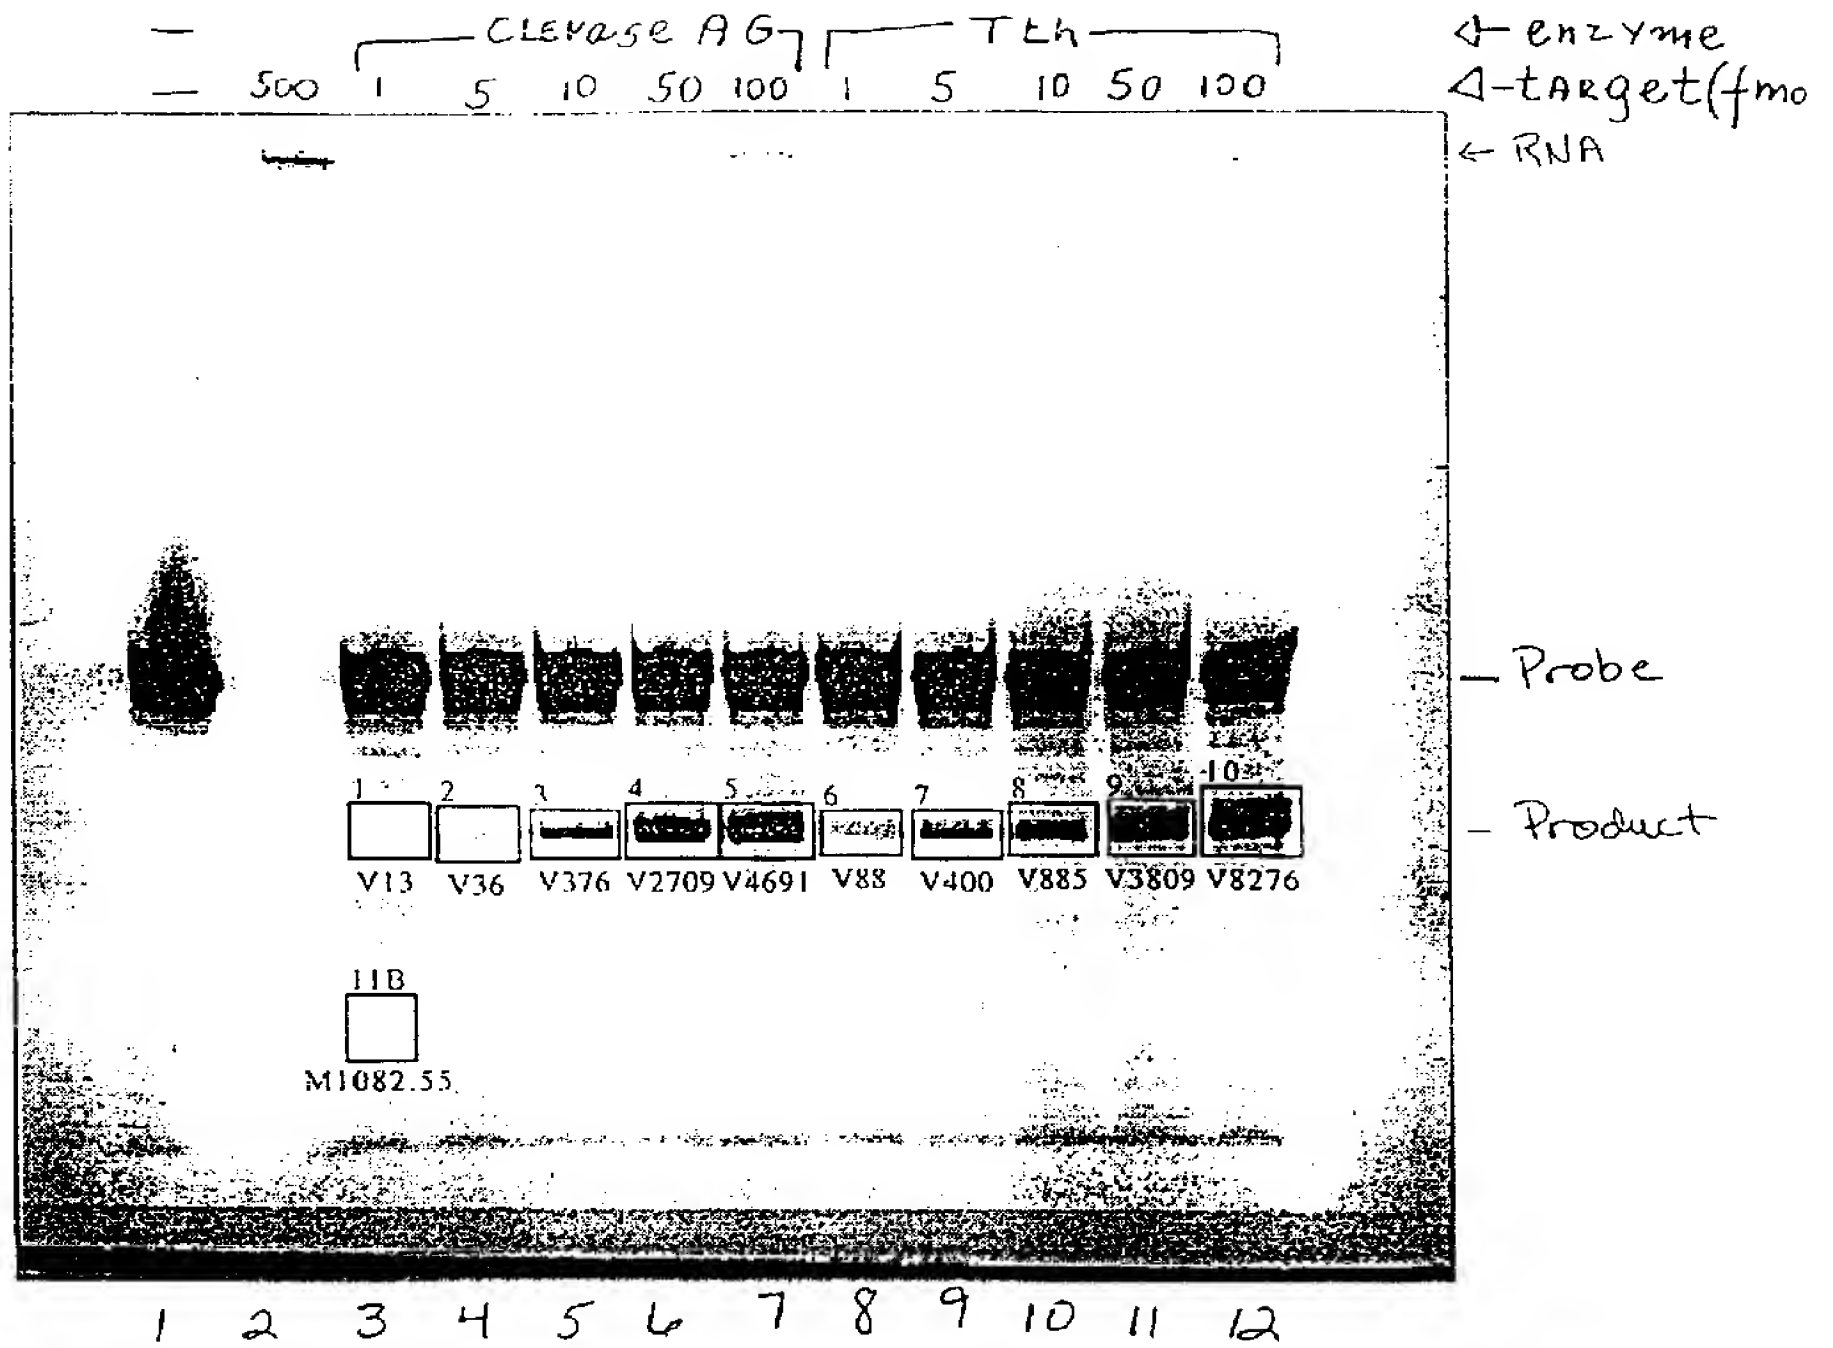 — CLEVase AG Tth ◁— enzyme
— 500 1 5 10 50 100 1 5 10 50 100 ◁-tARget(fmo
← RNA
— Probe
1 2 3 4 5 6 7 8 9 10
– Product
V13 V36 V376 V2709 V4691 V88 V400 V885 V3809 V8276
11B
M1082.55
1 2 3 4 5 6 7 8 9 10 11 12